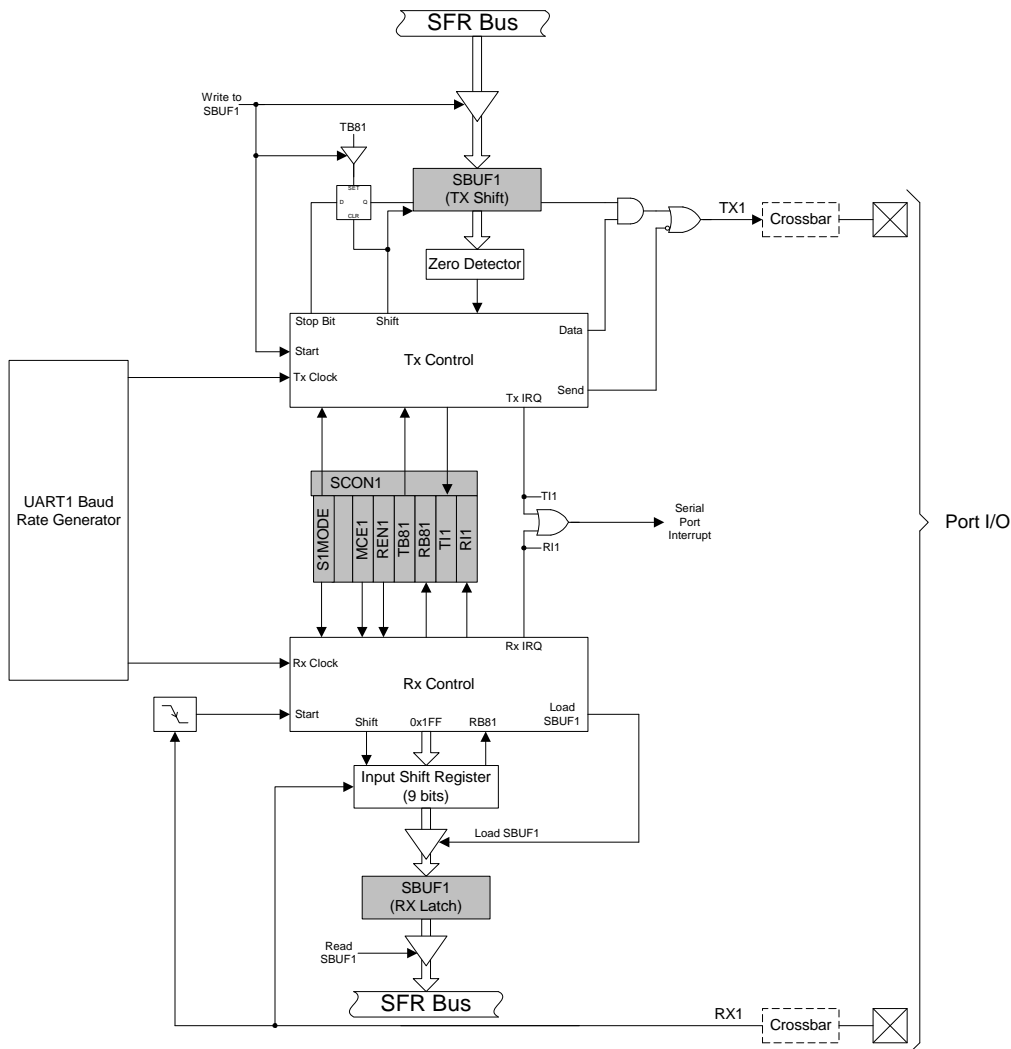 SFR Bus
Write to
SBUF1
TB81
SET
D
Q
CLR
SBUF1
(TX Shift)
TX1
Crossbar
Zero Detector
Stop Bit
Shift
Data
Start
Tx Control
Tx Clock
Send
Tx IRQ
UART1 Baud
Rate Generator
SCON1
S1MODE
MCE1
REN1
TB81
RB81
TI1
RI1
TI1
RI1
Serial
Port
Interrupt
Port I/O
Rx IRQ
Rx Clock
Rx Control
Start
Load
SBUF1
Shift
0x1FF
RB81
Input Shift Register
(9 bits)
Load SBUF1
SBUF1
(RX Latch)
Read
SBUF1
SFR Bus
RX1
Crossbar